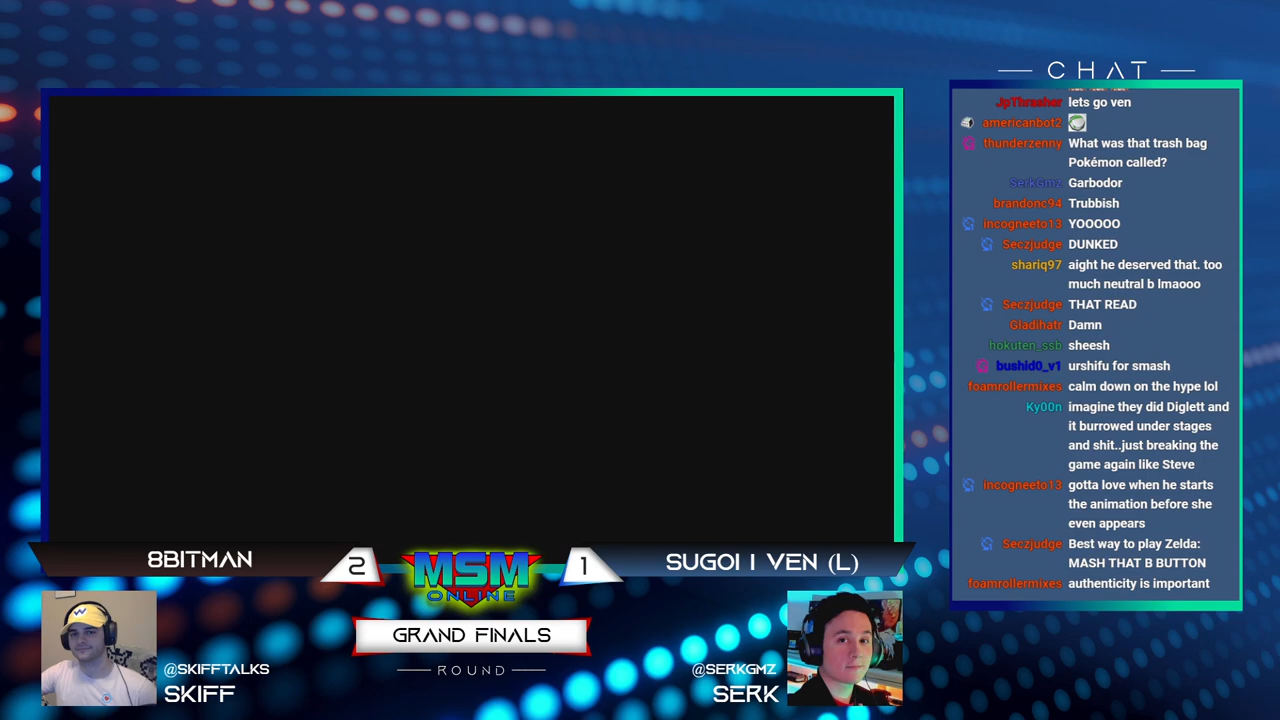 CHAT
JpThrasher lets go ven
americanbot2
thunderzenny What was that trash bag
Pokémon called?
SerkGmz Garbodor
brandonc94 Trubbish
incogneeto13 YOOOOO
Seczjudge DUNKED
shariq97 aight he deserved that. too
much neutral b lmaooo
Seczjudge THAT READ
Gladihatr Damn
hokuten_ssb sheesh
bushid0_v1 urshifu for smash
foamrollermixes calm down on the hype lol
Ky00n imagine they did Diglett and
it burrowed under stages
and shit..just breaking the
game again like Steve
incogneeto13 gotta love when he starts
the animation before she
even appears
Seczjudge Best way to play Zelda:
MASH THAT B BUTTON
foamrollermixes authenticity is important
8BITMAN 2 MSM ONLINE 1 SUGOI I VEN (L)
GRAND FINALS
ROUND
@SKIFFTALKS
SKIFF
@SERKGMZ
SERK
W